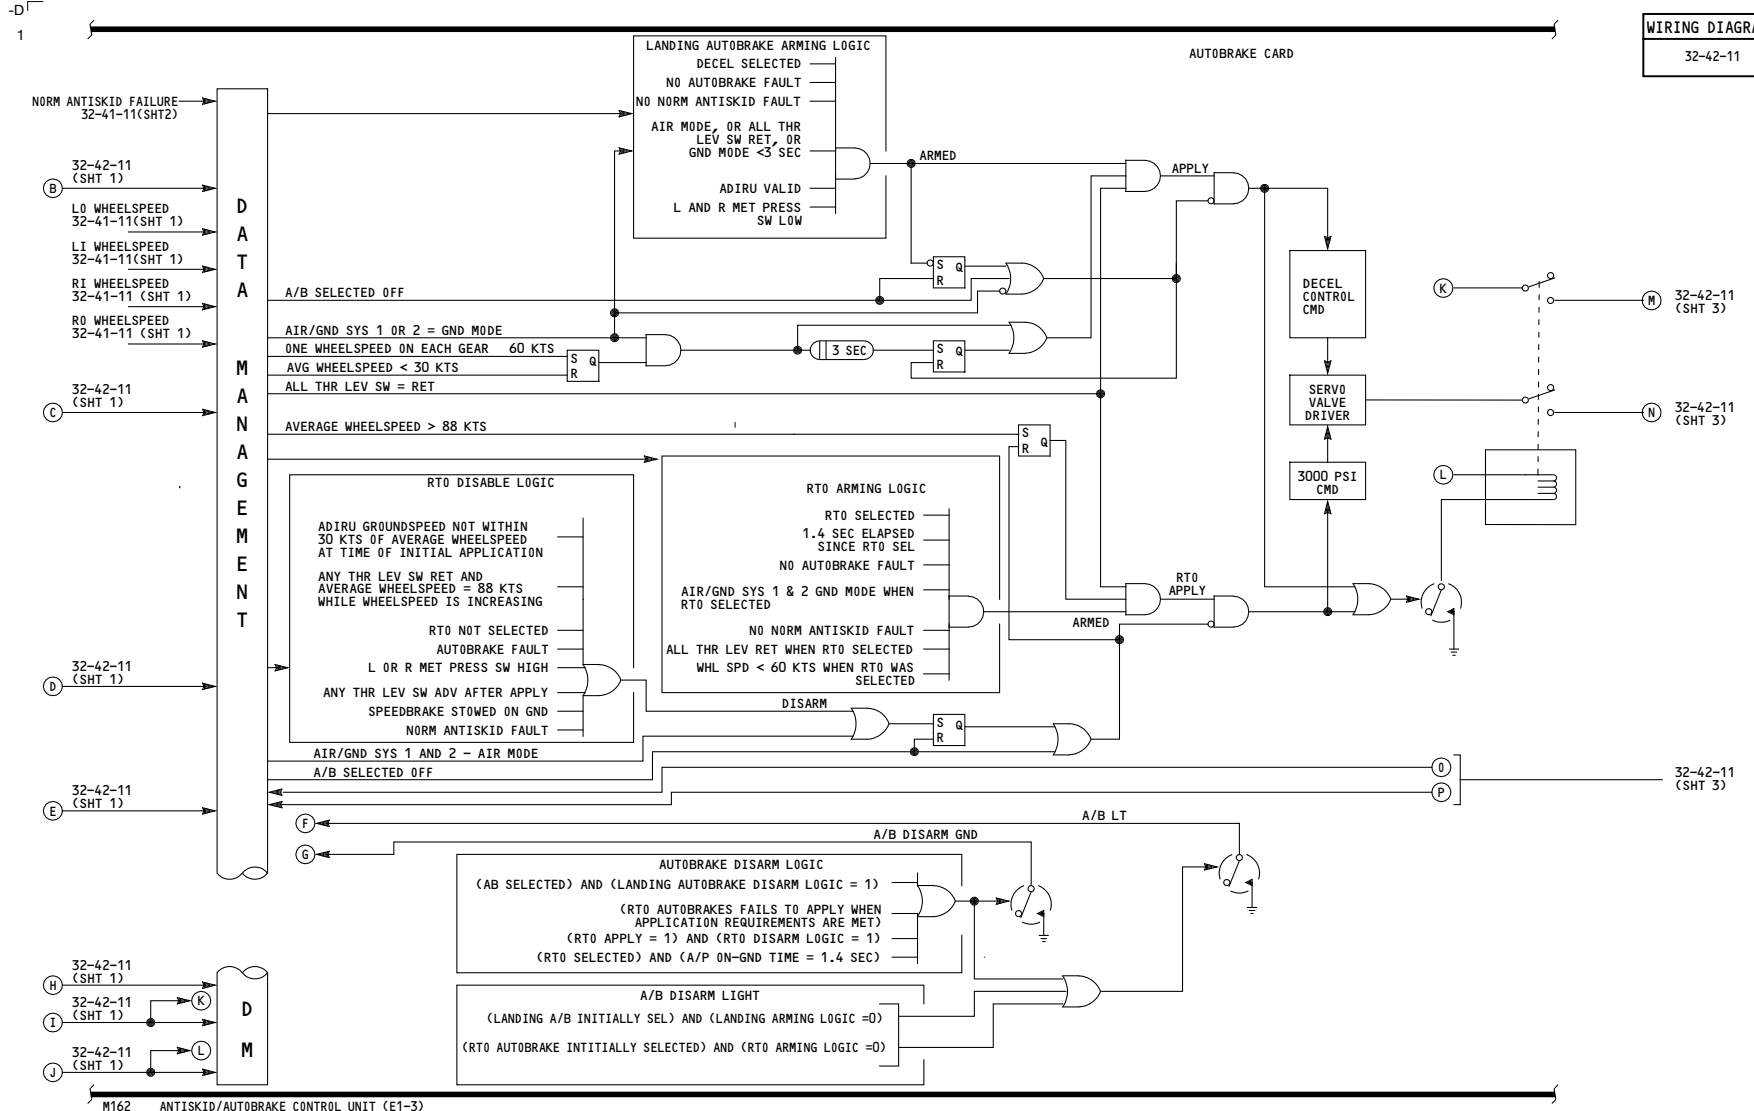 -D
1
WIRING DIAGRA
32-42-11
AUTOBRAKE CARD
LANDING AUTOBRAKE ARMING LOGIC
DECEL SELECTED
NO AUTOBRAKE FAULT
NO NORM ANTISKID FAULT
AIR MODE, OR ALL THR
LEV SW RET, OR
GND MODE <3 SEC
ADIRU VALID
L AND R MET PRESS
SW LOW
ARMED
APPLY
NORM ANTISKID FAILURE
32-41-11(SHT2)
32-42-11
(SHT 1)
B
LO WHEELSPEED
32-41-11(SHT 1)
LI WHEELSPEED
32-41-11(SHT 1)
RI WHEELSPEED
32-41-11 (SHT 1)
RO WHEELSPEED
32-41-11 (SHT 1)
32-42-11
(SHT 1)
C
32-42-11
(SHT 1)
D
32-42-11
(SHT 1)
E
DATA MANAGEMENT
A/B SELECTED OFF
AIR/GND SYS 1 OR 2 = GND MODE
ONE WHEELSPEED ON EACH GEAR 60 KTS
AVG WHEELSPEED < 30 KTS
ALL THR LEV SW = RET
AVERAGE WHEELSPEED > 88 KTS
S Q
R
S Q
R
3 SEC
S Q
R
S Q
R
DECEL
CONTROL
CMD
SERVO
VALVE
DRIVER
3000 PSI
CMD
K
M
32-42-11
(SHT 3)
N
32-42-11
(SHT 3)
L
RTO DISABLE LOGIC
ADIRU GROUNDSPEED NOT WITHIN
30 KTS OF AVERAGE WHEELSPEED
AT TIME OF INITIAL APPLICATION
ANY THR LEV SW RET AND
AVERAGE WHEELSPEED = 88 KTS
WHILE WHEELSPEED IS INCREASING
RTO NOT SELECTED
AUTOBRAKE FAULT
L OR R MET PRESS SW HIGH
ANY THR LEV SW ADV AFTER APPLY
SPEEDBRAKE STOWED ON GND
NORM ANTISKID FAULT
RTO ARMING LOGIC
RTO SELECTED
1.4 SEC ELAPSED
SINCE RTO SEL
NO AUTOBRAKE FAULT
AIR/GND SYS 1 & 2 GND MODE WHEN
RTO SELECTED
NO NORM ANTISKID FAULT
ALL THR LEV RET WHEN RTO SELECTED
WHL SPD < 60 KTS WHEN RTO WAS
SELECTED
RTO
APPLY
ARMED
DISARM
S Q
R
AIR/GND SYS 1 AND 2 - AIR MODE
A/B SELECTED OFF
O
P
32-42-11
(SHT 3)
F
A/B LT
G
A/B DISARM GND
AUTOBRAKE DISARM LOGIC
(AB SELECTED) AND (LANDING AUTOBRAKE DISARM LOGIC = 1)
(RTO AUTOBRAKES FAILS TO APPLY WHEN
APPLICATION REQUIREMENTS ARE MET)
(RTO APPLY = 1) AND (RTO DISARM LOGIC = 1)
(RTO SELECTED) AND (A/P ON-GND TIME = 1.4 SEC)
A/B DISARM LIGHT
(LANDING A/B INITIALLY SEL) AND (LANDING ARMING LOGIC =0)
(RTO AUTOBRAKE INTITIALLY SELECTED) AND (RTO ARMING LOGIC =0)
32-42-11
(SHT 1)
H
K
32-42-11
(SHT 1)
I
32-42-11
(SHT 1)
L
J
D
M
M162 ANTISKID/AUTOBRAKE CONTROL UNIT (E1-3)